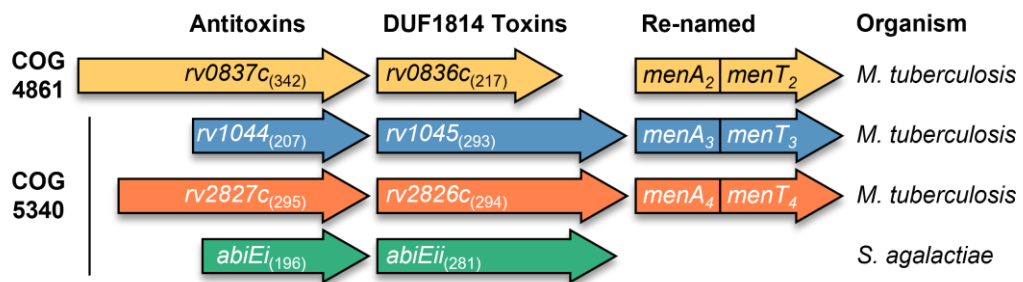 Antitoxins DUF1814 Toxins Re-named Organism
COG 4861 rv0837c(342) rv0836c(217) menA2 menT2 M. tuberculosis
rv1044(207) rv1045(293) menA3 menT3 M. tuberculosis
COG 5340 rv2827c(295) rv2826c(294) menA4 menT4 M. tuberculosis
abiEi(196) abiEii(281) S. agalactiae